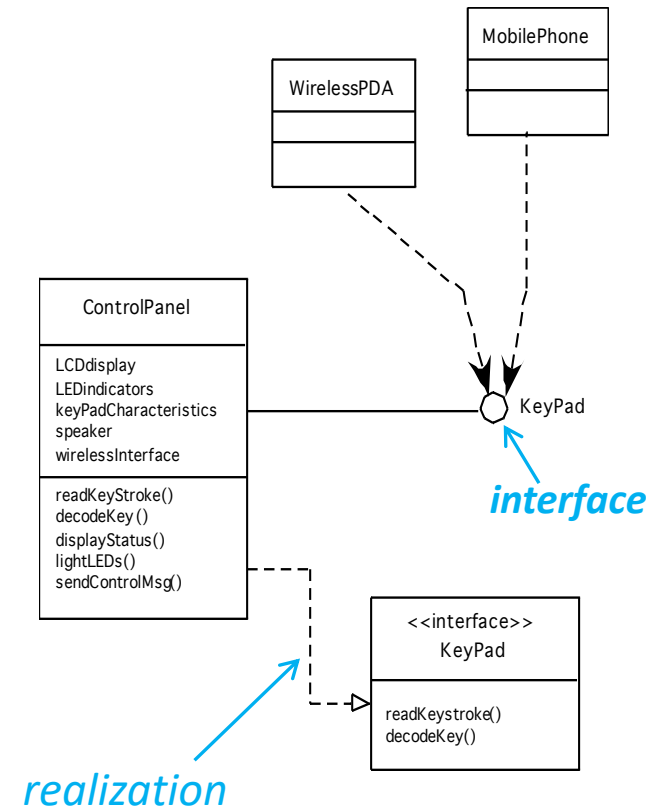 MobilePhone
WirelessPDA
ControlPanel
LCDdisplay
LEDindicators
keyPadCharacteristics
speaker
wirelessInterface
KeyPad
interface
readKeyStroke()
decodeKey()
displayStatus()
lightLEDs()
sendControlMsg()
<<interface>>
KeyPad
readKeystroke()
decodeKey()
realization